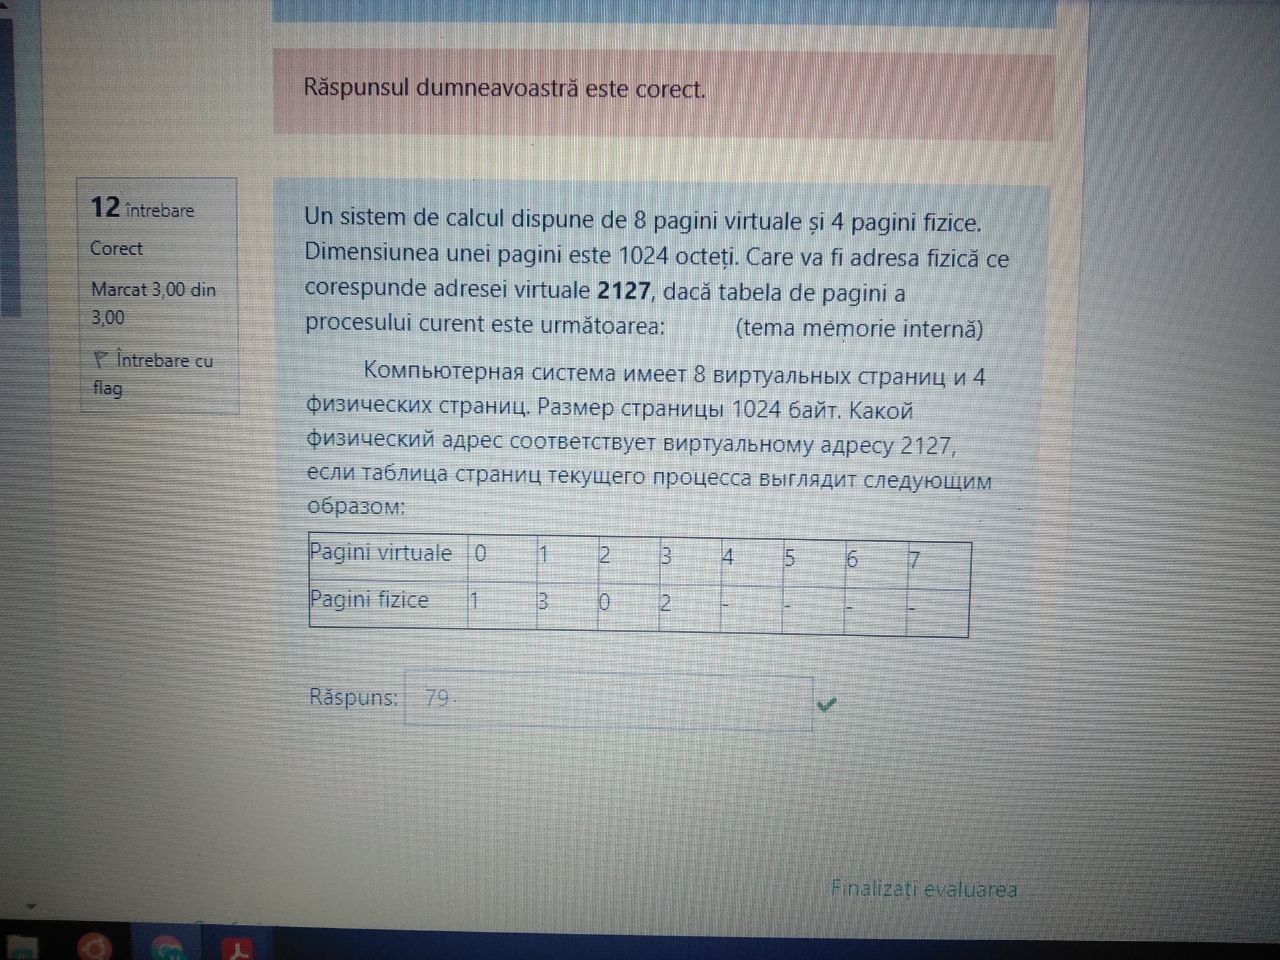 Răspunsul dumneavoastră este corect.
12 întrebare
Corect
Marcat 3,00 din
3,00
Întrebare cu
flag
Un sistem de calcul dispune de 8 pagini virtuale și 4 pagini fizice.
Dimensiunea unei pagini este 1024 octeți. Care va fi adresa fizică ce
corespunde adresei virtuale 2127, dacă tabela de pagini a
procesului curent este următoarea: (tema memorie internă)
Компьютерная система имеет 8 виртуальных страниц и 4
физических страниц. Размер страницы 1024 байт. Какой
физический адрес соответствует виртуальному адресу 2127,
если таблица страниц текущего процесса выглядит следующим
образом:
Pagini virtuale 0 1 2 3 4 5 6 7
Pagini fizice 1 3 0 2 - - - -
Răspuns: 79
Finalizați evaluarea